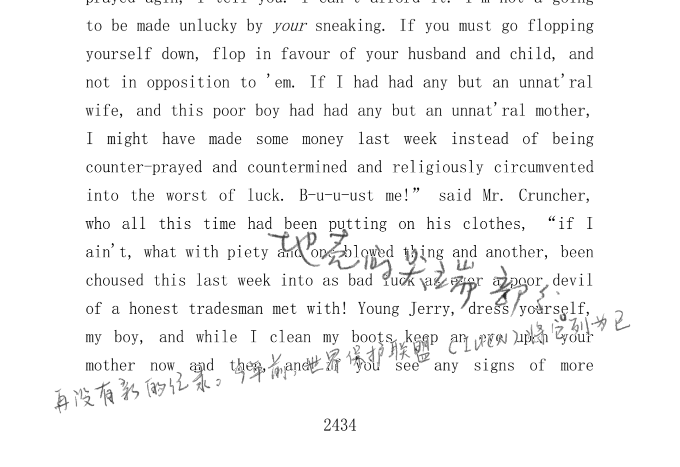 prayed agin, I tell you. I can't afford it. I'm not a going
to be made unlucky by your sneaking. If you must go flopping
yourself down, flop in favour of your husband and child, and
not in opposition to 'em. If I had had any but an unnat'ral
wife, and this poor boy had had any but an unnat'ral mother,
I might have made some money last week instead of being
counter-prayed and countermined and religiously circumvented
into the worst of luck. B-u-u-ust me!” said Mr. Cruncher,
who all this time had been putting on his clothes, “if I
ain't, what with piety and one blowed thing and another, been
choused this last week into as bad luck as ever a poor devil
of a honest tradesman met with! Young Jerry, dress yourself,
my boy, and while I clean my boots keep an eye upon your
mother now and then, and if you see any signs of more
地壳的尖端部
再没有新的纪录。年前,世界保护联盟 (IUCN) 将它列为已
2434